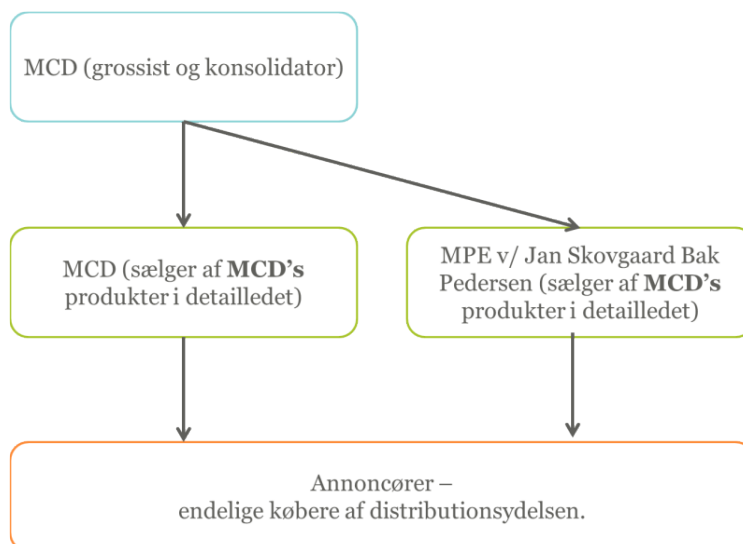 MCD (grossist og konsolidator)
MCD (sælger af MCD's
produkter i detailledet)
MPE v/ Jan Skovgaard Bak
Pedersen (sælger af MCD's
produkter i detailledet)
Annoncører –
endelige købere af distributionsydelsen.